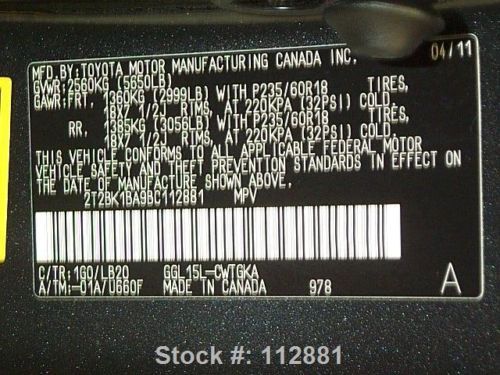 MFD.BY:TOYOTA MOTOR MANUFACTURING CANADA INC. 04/11
GVWR:2560KG (5650LB)
GAWR: FRT. 1360KG (2999LB) WITH P235/60R18 TIRES,
18X7 1/2J RIMS, AT 220KPA (32PSI) COLD.
RR. 1385KG (3056LB) WITH P235/60R18 TIRES,
18X7 1/2J RIMS, AT 220KPA (32PSI) COLD.
THIS VEHICLE CONFORMS TO ALL APPLICABLE FEDERAL MOTOR
VEHICLE SAFETY AND THEFT PREVENTION STANDARDS IN EFFECT ON
THE DATE OF MANUFACTURE SHOWN ABOVE.
2T2BK1BA9BC112881 MPV
C/TR:1G0/LB20 GGL15L-CWTGKA
A/TM:-01A/U660F MADE IN CANADA 978 A
Stock #: 112881